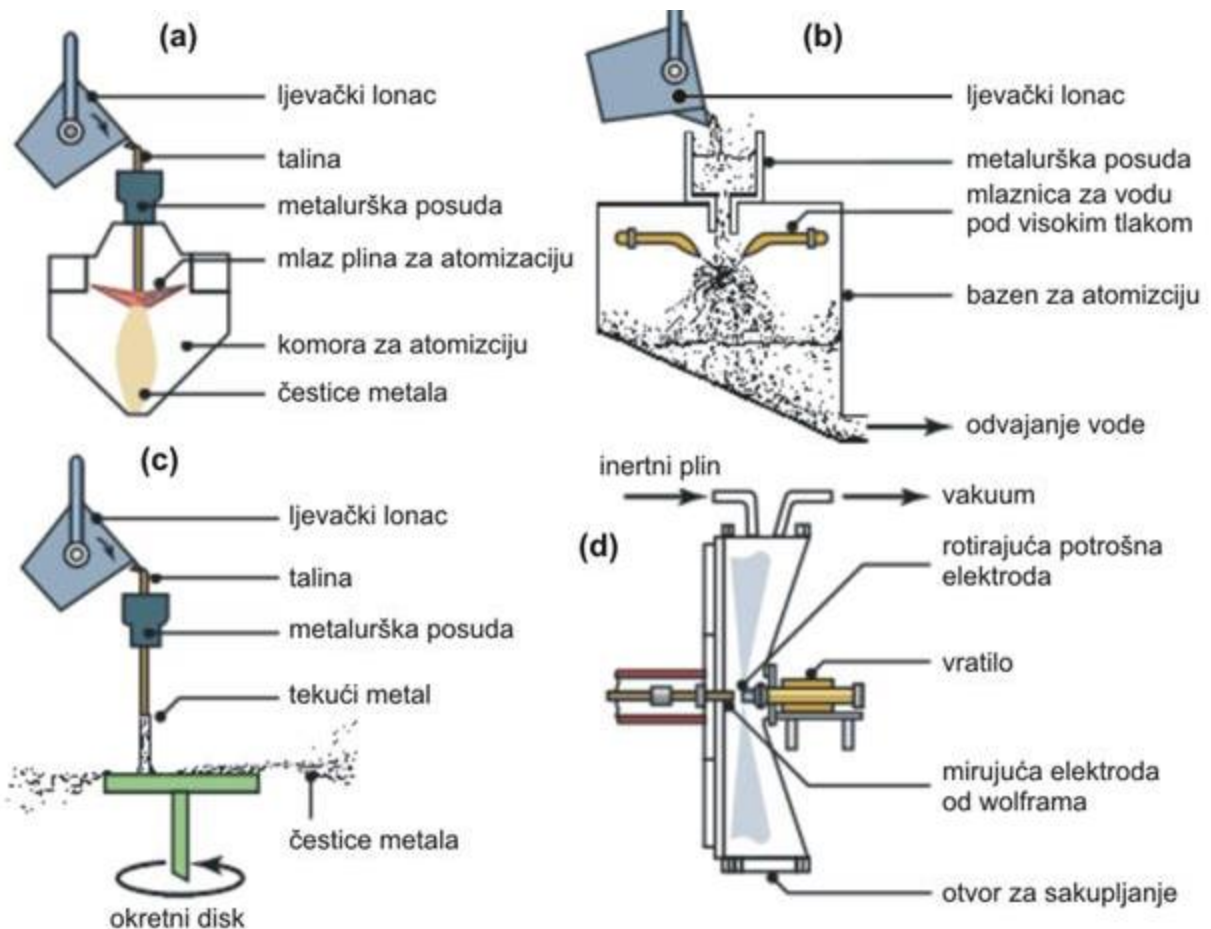 (a)
ljevački lonac
talina
metalurška posuda
mlaz plina za atomizaciju
komora za atomizciju
čestice metala
(b)
ljevački lonac
metalurška posuda
mlaznica za vodu
pod visokim tlakom
bazen za atomizciju
odvajanje vode
(c)
ljevački lonac
talina
metalurška posuda
tekući metal
čestice metala
okretni disk
(d)
inertni plin
vakuum
rotirajuća potrošna
elektroda
vratilo
mirujuća elektroda
od wolframa
otvor za sakupljanje